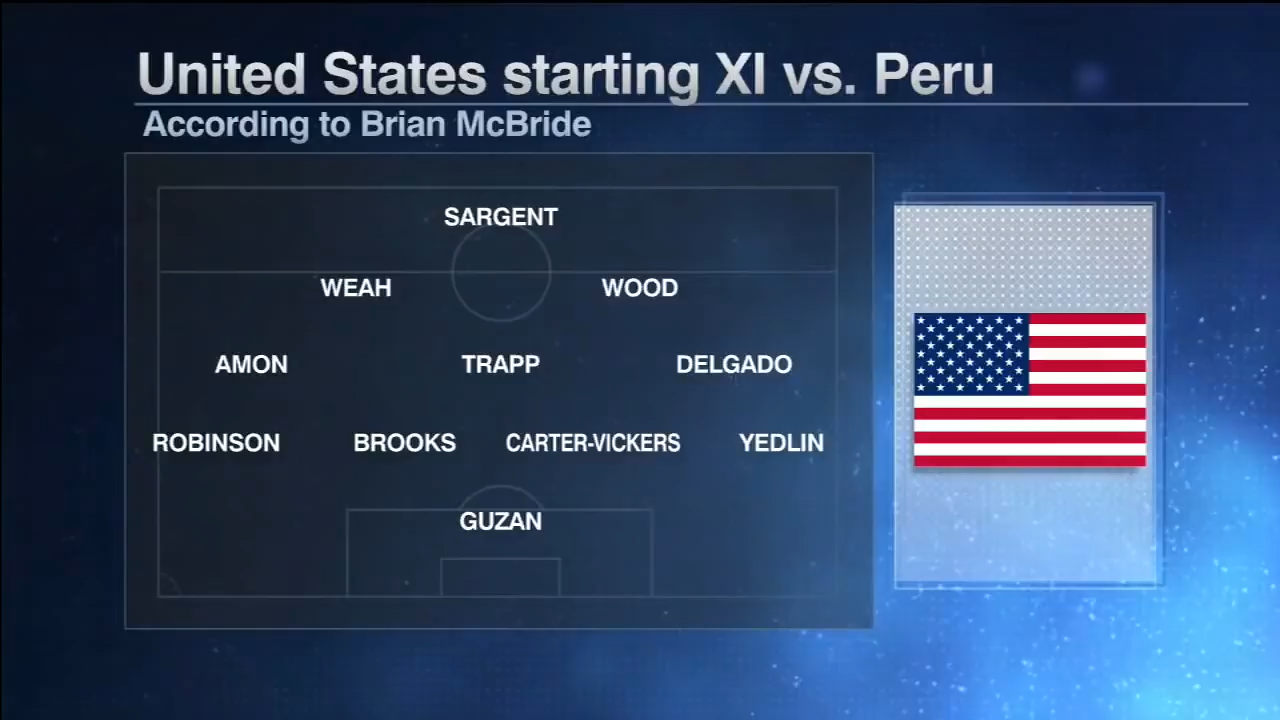 United States starting XI vs. Peru
According to Brian McBride
SARGENT
WEAH WOOD
AMON TRAPP DELGADO
ROBINSON BROOKS CARTER-VICKERS YEDLIN
GUZAN